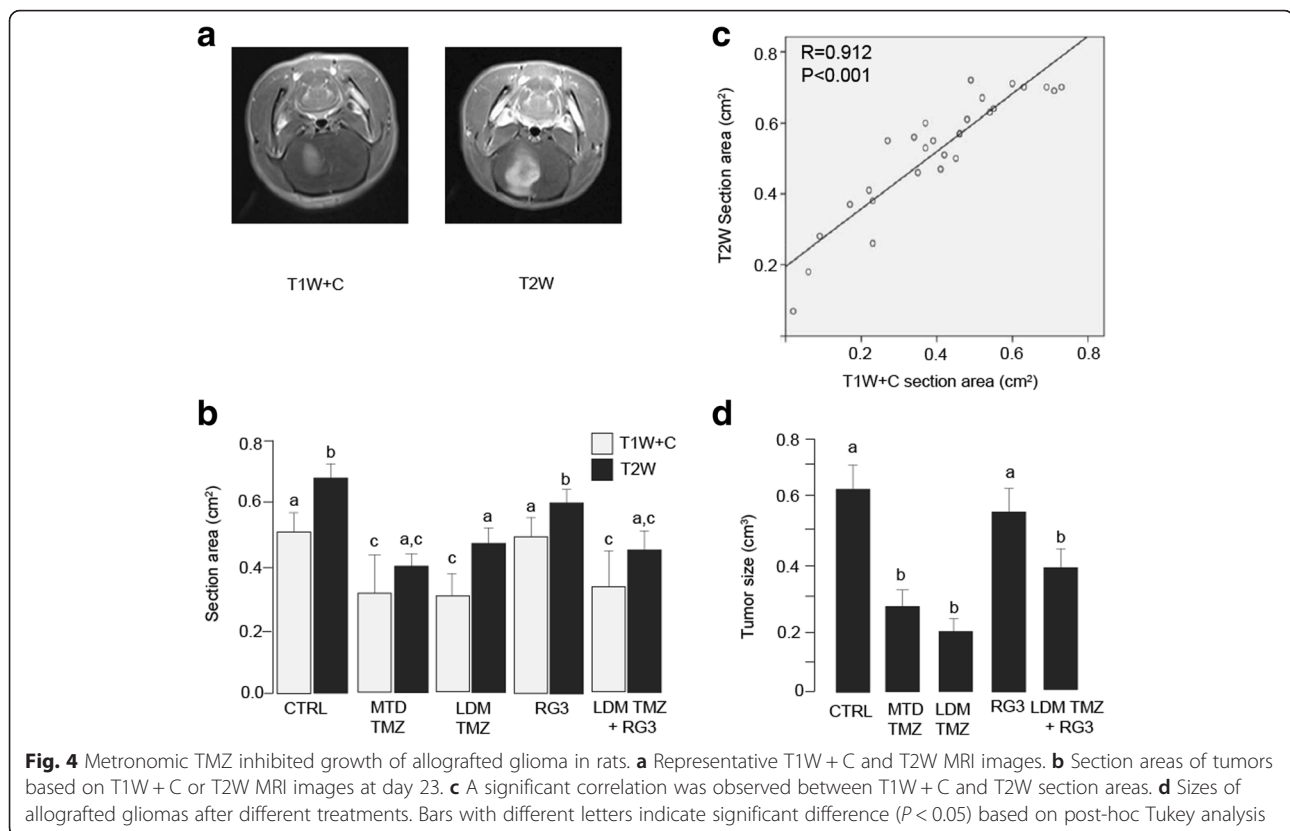 a
T1W+C
T2W
c
R=0.912
P<0.001
T2W Section area (cm²)
0.8
0.6
0.4
0.2
0.2
0.4
0.6
0.8
T1W+C section area (cm²)
b
Section area (cm²)
0.8
0.6
0.4
0.2
0.0
T1W+C
T2W
a
b
c
a,c
c
a
a
b
c
a,c
CTRL
MTD TMZ
LDM TMZ
RG3
LDM TMZ + RG3
d
Tumor size (cm³)
0.8
0.6
0.4
0.2
0
a
b
b
a
b
CTRL
MTD TMZ
LDM TMZ
RG3
LDM TMZ + RG3
Fig. 4 Metronomic TMZ inhibited growth of allografted glioma in rats. a Representative T1W + C and T2W MRI images. b Section areas of tumors
based on T1W + C or T2W MRI images at day 23. c A significant correlation was observed between T1W + C and T2W section areas. d Sizes of
allografted gliomas after different treatments. Bars with different letters indicate significant difference (P < 0.05) based on post-hoc Tukey analysis